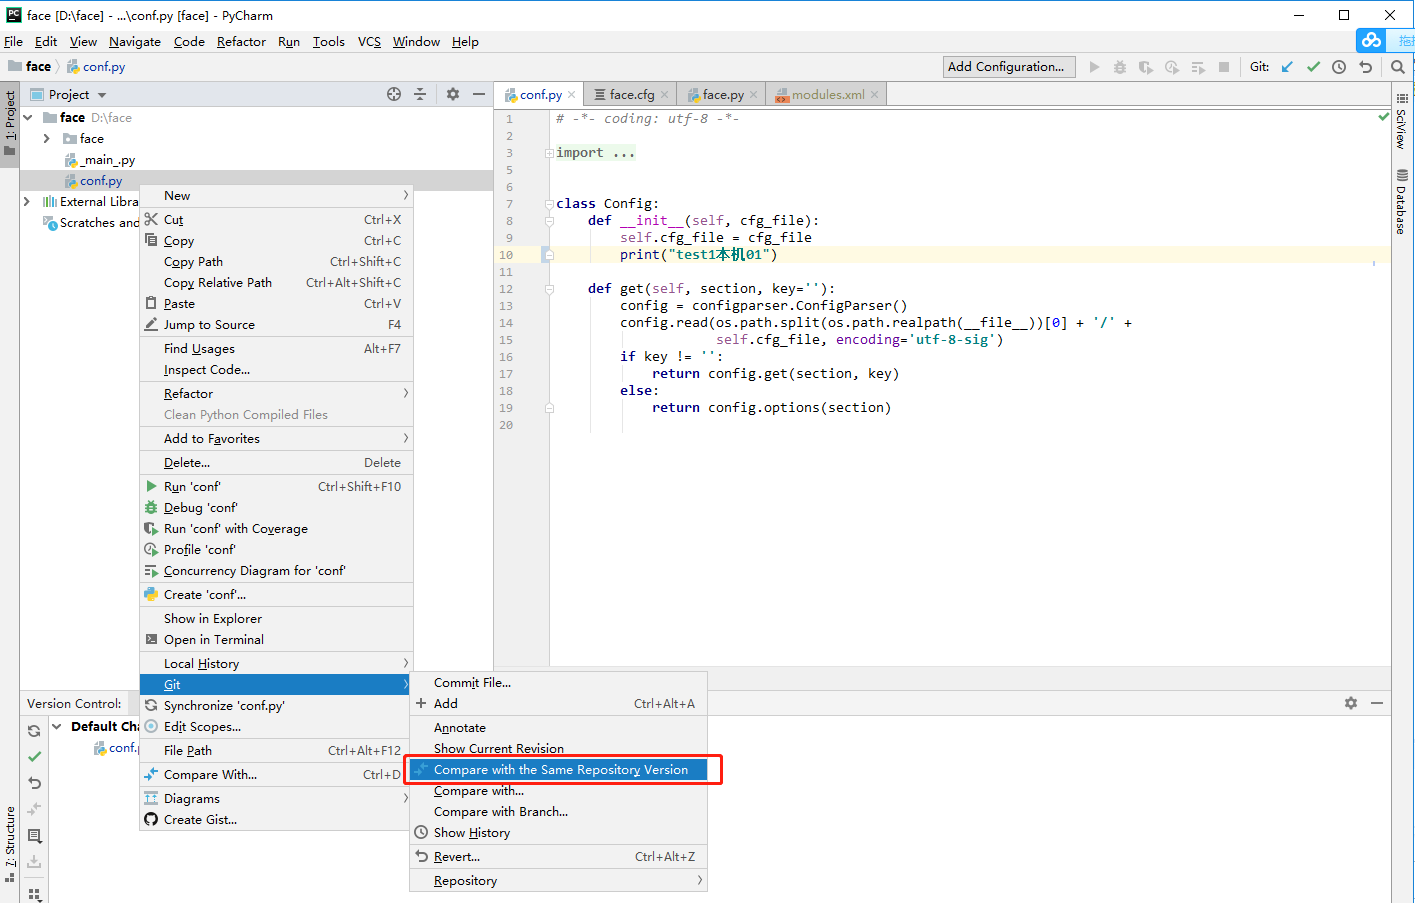 face [D:\face] - ...\conf.py [face] - PyCharm
File Edit View Navigate Code Refactor Run Tools VCS Window Help
face conf.py
Add Configuration...
Git:
1: Project
Project
face D:\face
face
_main_.py
conf.py
External Libra
Scratches and
conf.py
face.cfg
face.py
modules.xml
1 # -*- coding: utf-8 -*-
2
3 import ...
5
6
7 class Config:
8 def __init__(self, cfg_file):
9 self.cfg_file = cfg_file
10 print("test1本机01")
11
12 def get(self, section, key=''):
13 config = configparser.ConfigParser()
14 config.read(os.path.split(os.path.realpath(__file__))[0] + '/' +
15 self.cfg_file, encoding='utf-8-sig')
16 if key != '':
17 return config.get(section, key)
18 else:
19 return config.options(section)
20
SciView
Database
New
Cut Ctrl+X
Copy Ctrl+C
Copy Path Ctrl+Shift+C
Copy Relative Path Ctrl+Alt+Shift+C
Paste Ctrl+V
Jump to Source F4
Find Usages Alt+F7
Inspect Code...
Refactor
Clean Python Compiled Files
Add to Favorites
Delete... Delete
Run 'conf' Ctrl+Shift+F10
Debug 'conf'
Run 'conf' with Coverage
Profile 'conf'
Concurrency Diagram for 'conf'
Create 'conf'...
Show in Explorer
Open in Terminal
Local History
Git
Synchronize 'conf.py'
Edit Scopes...
File Path Ctrl+Alt+F12
Compare With... Ctrl+D
Diagrams
Create Gist...
Commit File...
Add Ctrl+Alt+A
Annotate
Show Current Revision
Compare with the Same Repository Version
Compare with...
Compare with Branch...
Show History
Revert... Ctrl+Alt+Z
Repository
Version Control:
Default Cha
conf.
7: Structure